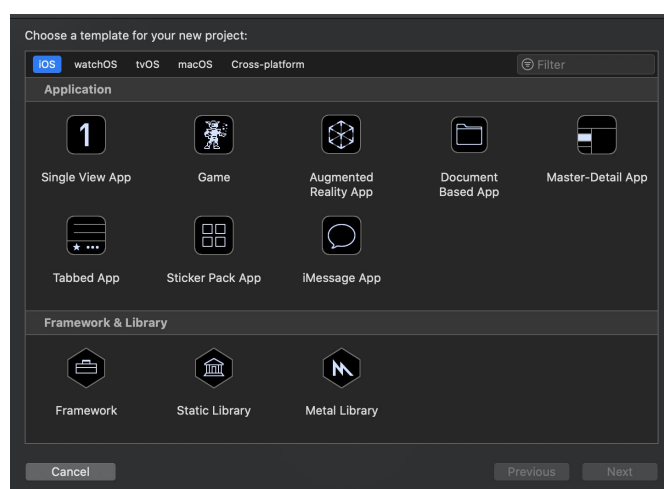 Choose a template for your new project:
iOS watchOS tvOS macOS Cross-platform Filter
Application
1
Single View App Game Augmented Reality App Document Based App Master-Detail App
Tabbed App Sticker Pack App iMessage App
Framework & Library
Framework Static Library Metal Library
Cancel Previous Next